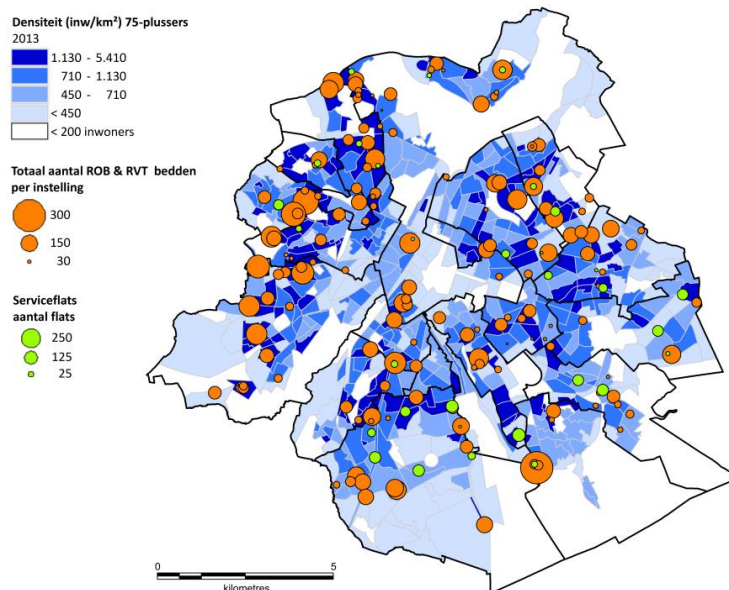 Densiteit (inw/km²) 75-plussers
2013
1.130 - 5.410
710 - 1.130
450 - 710
< 450
< 200 inwoners
Totaal aantal ROB & RVT bedden
per instelling
300
150
30
Serviceflats
aantal flats
250
125
25
0 5
kilometres